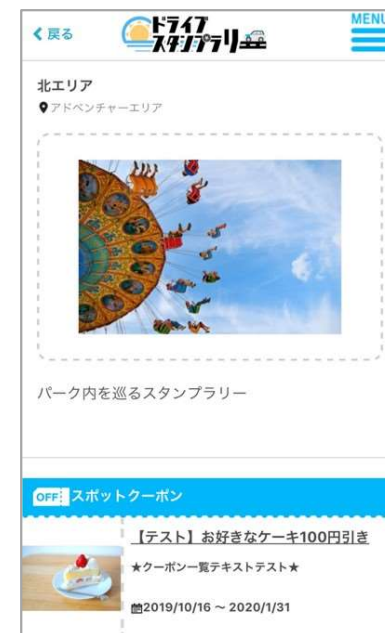 戻る
ドライブ
スタンプラリー
MENU
北エリア
アドベンチャーエリア
パーク内を巡るスタンプラリー
OFF スポットクーポン
【テスト】お好きなケーキ100円引き
★クーポン一覧テキストテスト★
2019/10/16 ～ 2020/1/31